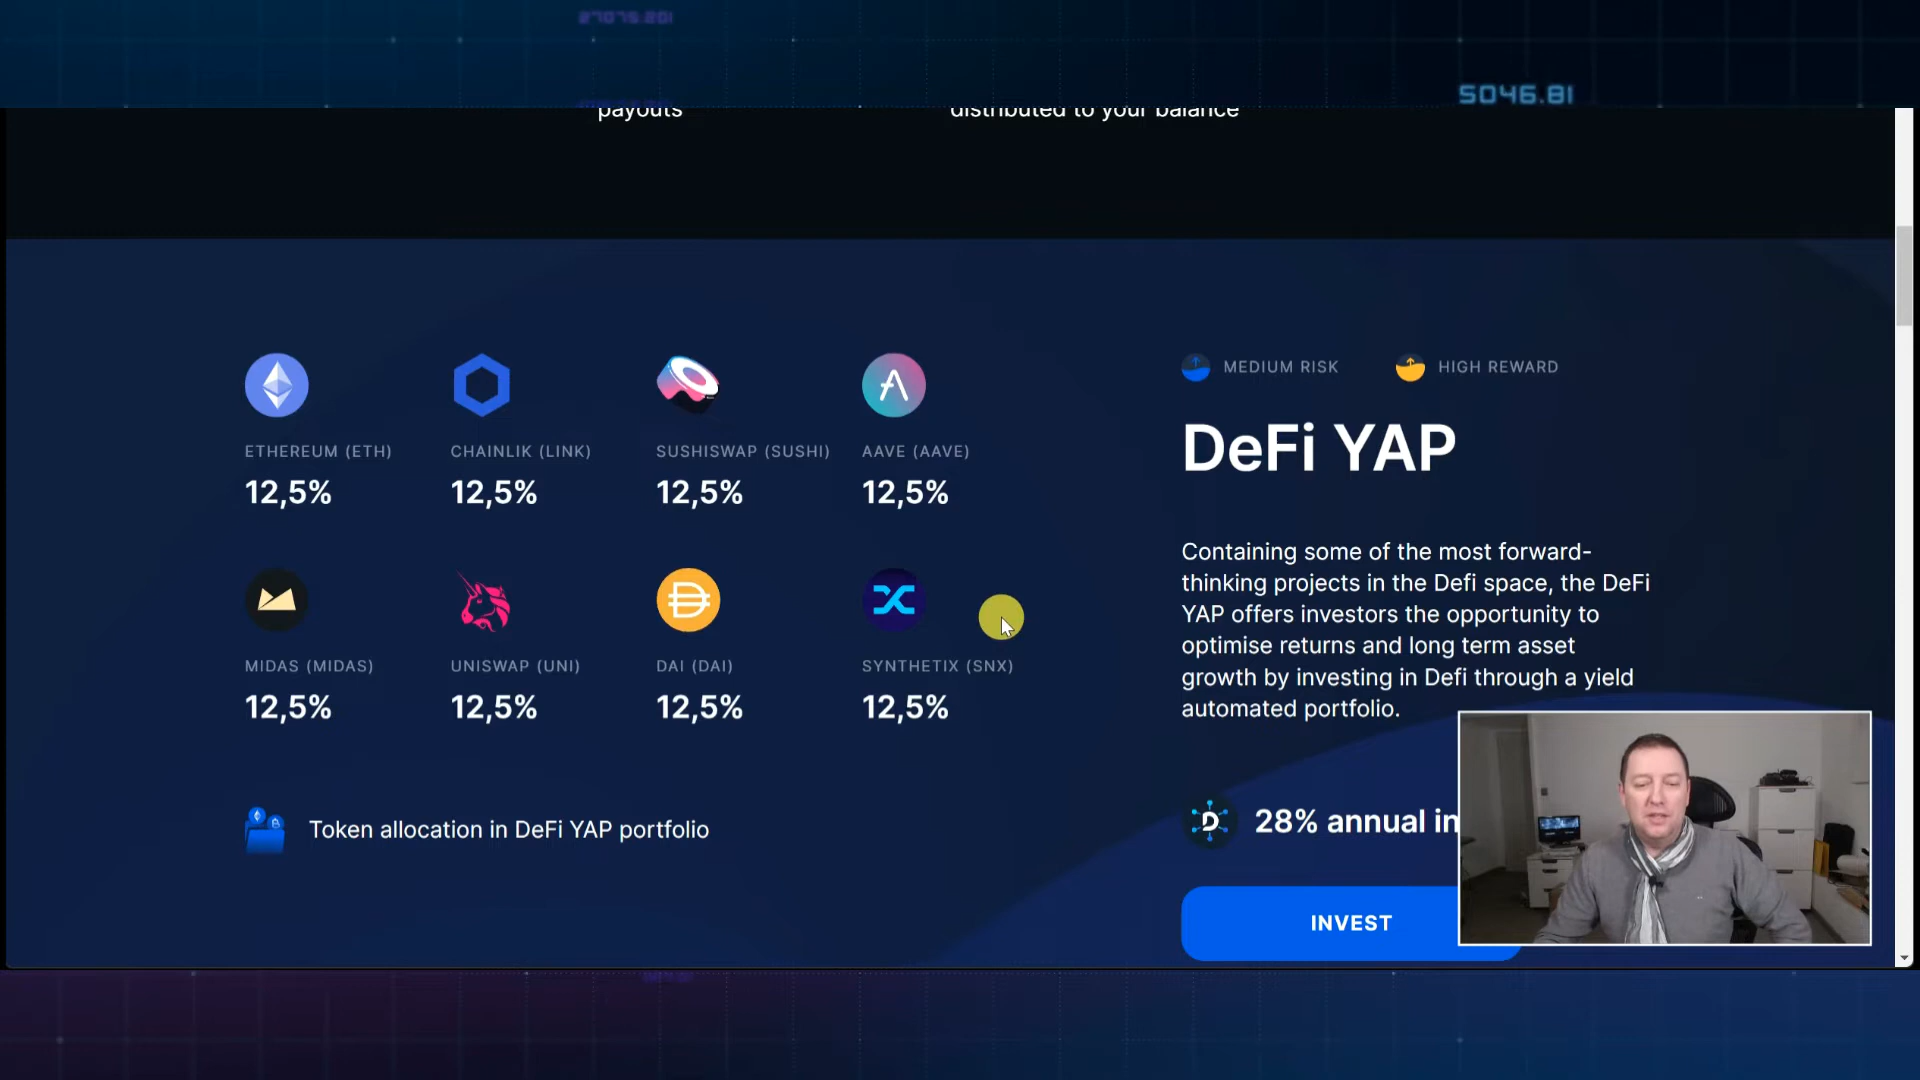 27075.201
5046.81
payouts
distributed to your balance
ETHEREUM (ETH)
12,5%
CHAINLIK (LINK)
12,5%
SUSHISWAP (SUSHI)
12,5%
AAVE (AAVE)
12,5%
MIDAS (MIDAS)
12,5%
UNISWAP (UNI)
12,5%
DAI (DAI)
12,5%
SYNTHETIX (SNX)
12,5%
Token allocation in DeFi YAP portfolio
MEDIUM RISK
HIGH REWARD
DeFi YAP
Containing some of the most forward-
thinking projects in the Defi space, the DeFi
YAP offers investors the opportunity to
optimise returns and long term asset
growth by investing in Defi through a yield
automated portfolio.
28% annual in
INVEST